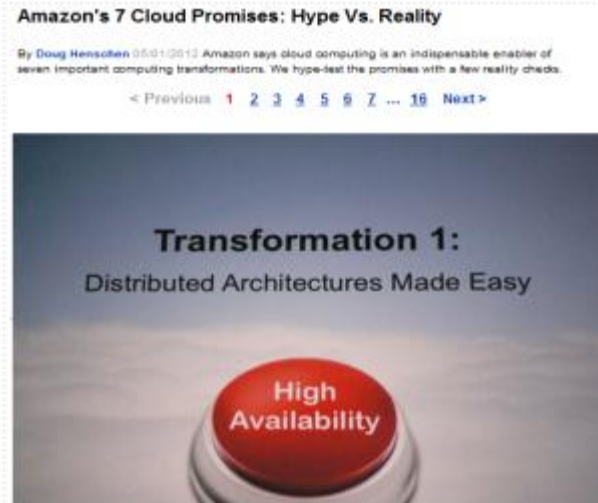 Amazon's 7 Cloud Promises: Hype Vs. Reality
By Doug Henschen 05/01/2012 Amazon says cloud computing is an indispensable enabler of
seven important computing transformations. We hype-test the promises with a few reality checks.
< Previous 1 2 3 4 5 6 7 ... 16 Next >
Transformation 1:
Distributed Architectures Made Easy
High
Availability